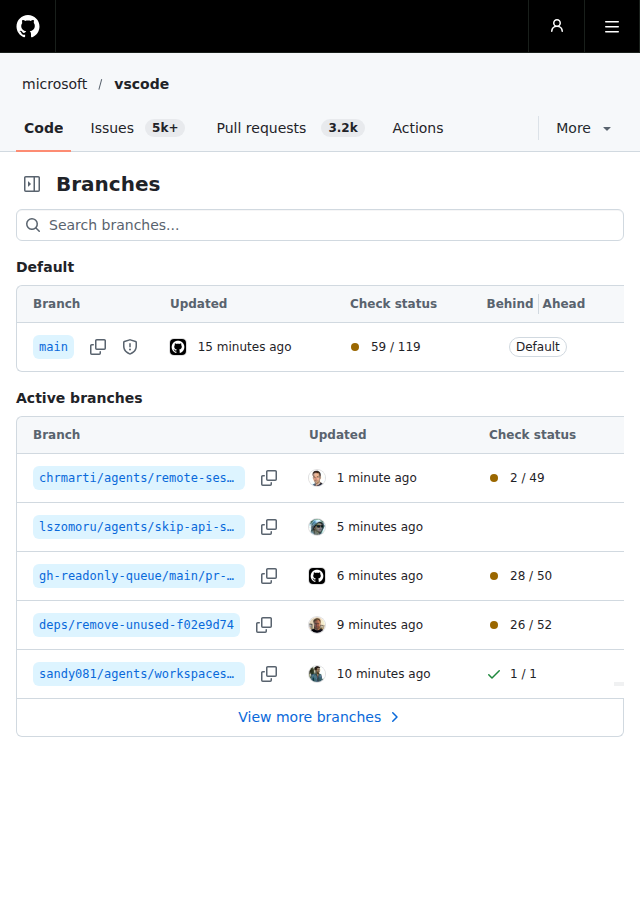 microsoft / vscode
Code Issues 5k+ Pull requests 3.2k Actions More
Branches
Search branches...
Default
Branch Updated Check status Behind Ahead
main 15 minutes ago 59 / 119 Default
Active branches
Branch Updated Check status
chrmarti/agents/remote-ses… 1 minute ago 2 / 49
lszomoru/agents/skip-api-s… 5 minutes ago
gh-readonly-queue/main/pr-… 6 minutes ago 28 / 50
deps/remove-unused-f02e9d74 9 minutes ago 26 / 52
sandy081/agents/workspaces… 10 minutes ago 1 / 1
View more branches